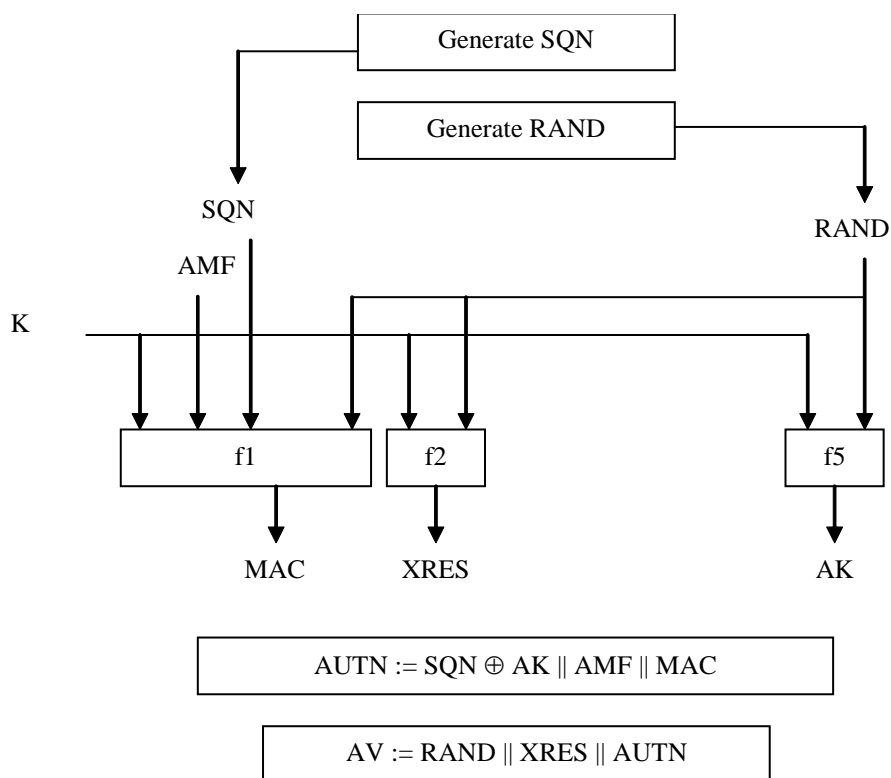 Generate SQN
Generate RAND
SQN
RAND
AMF
K
f1
f2
f5
MAC
XRES
AK
AUTN := SQN ⊕ AK || AMF || MAC
AV := RAND || XRES || AUTN